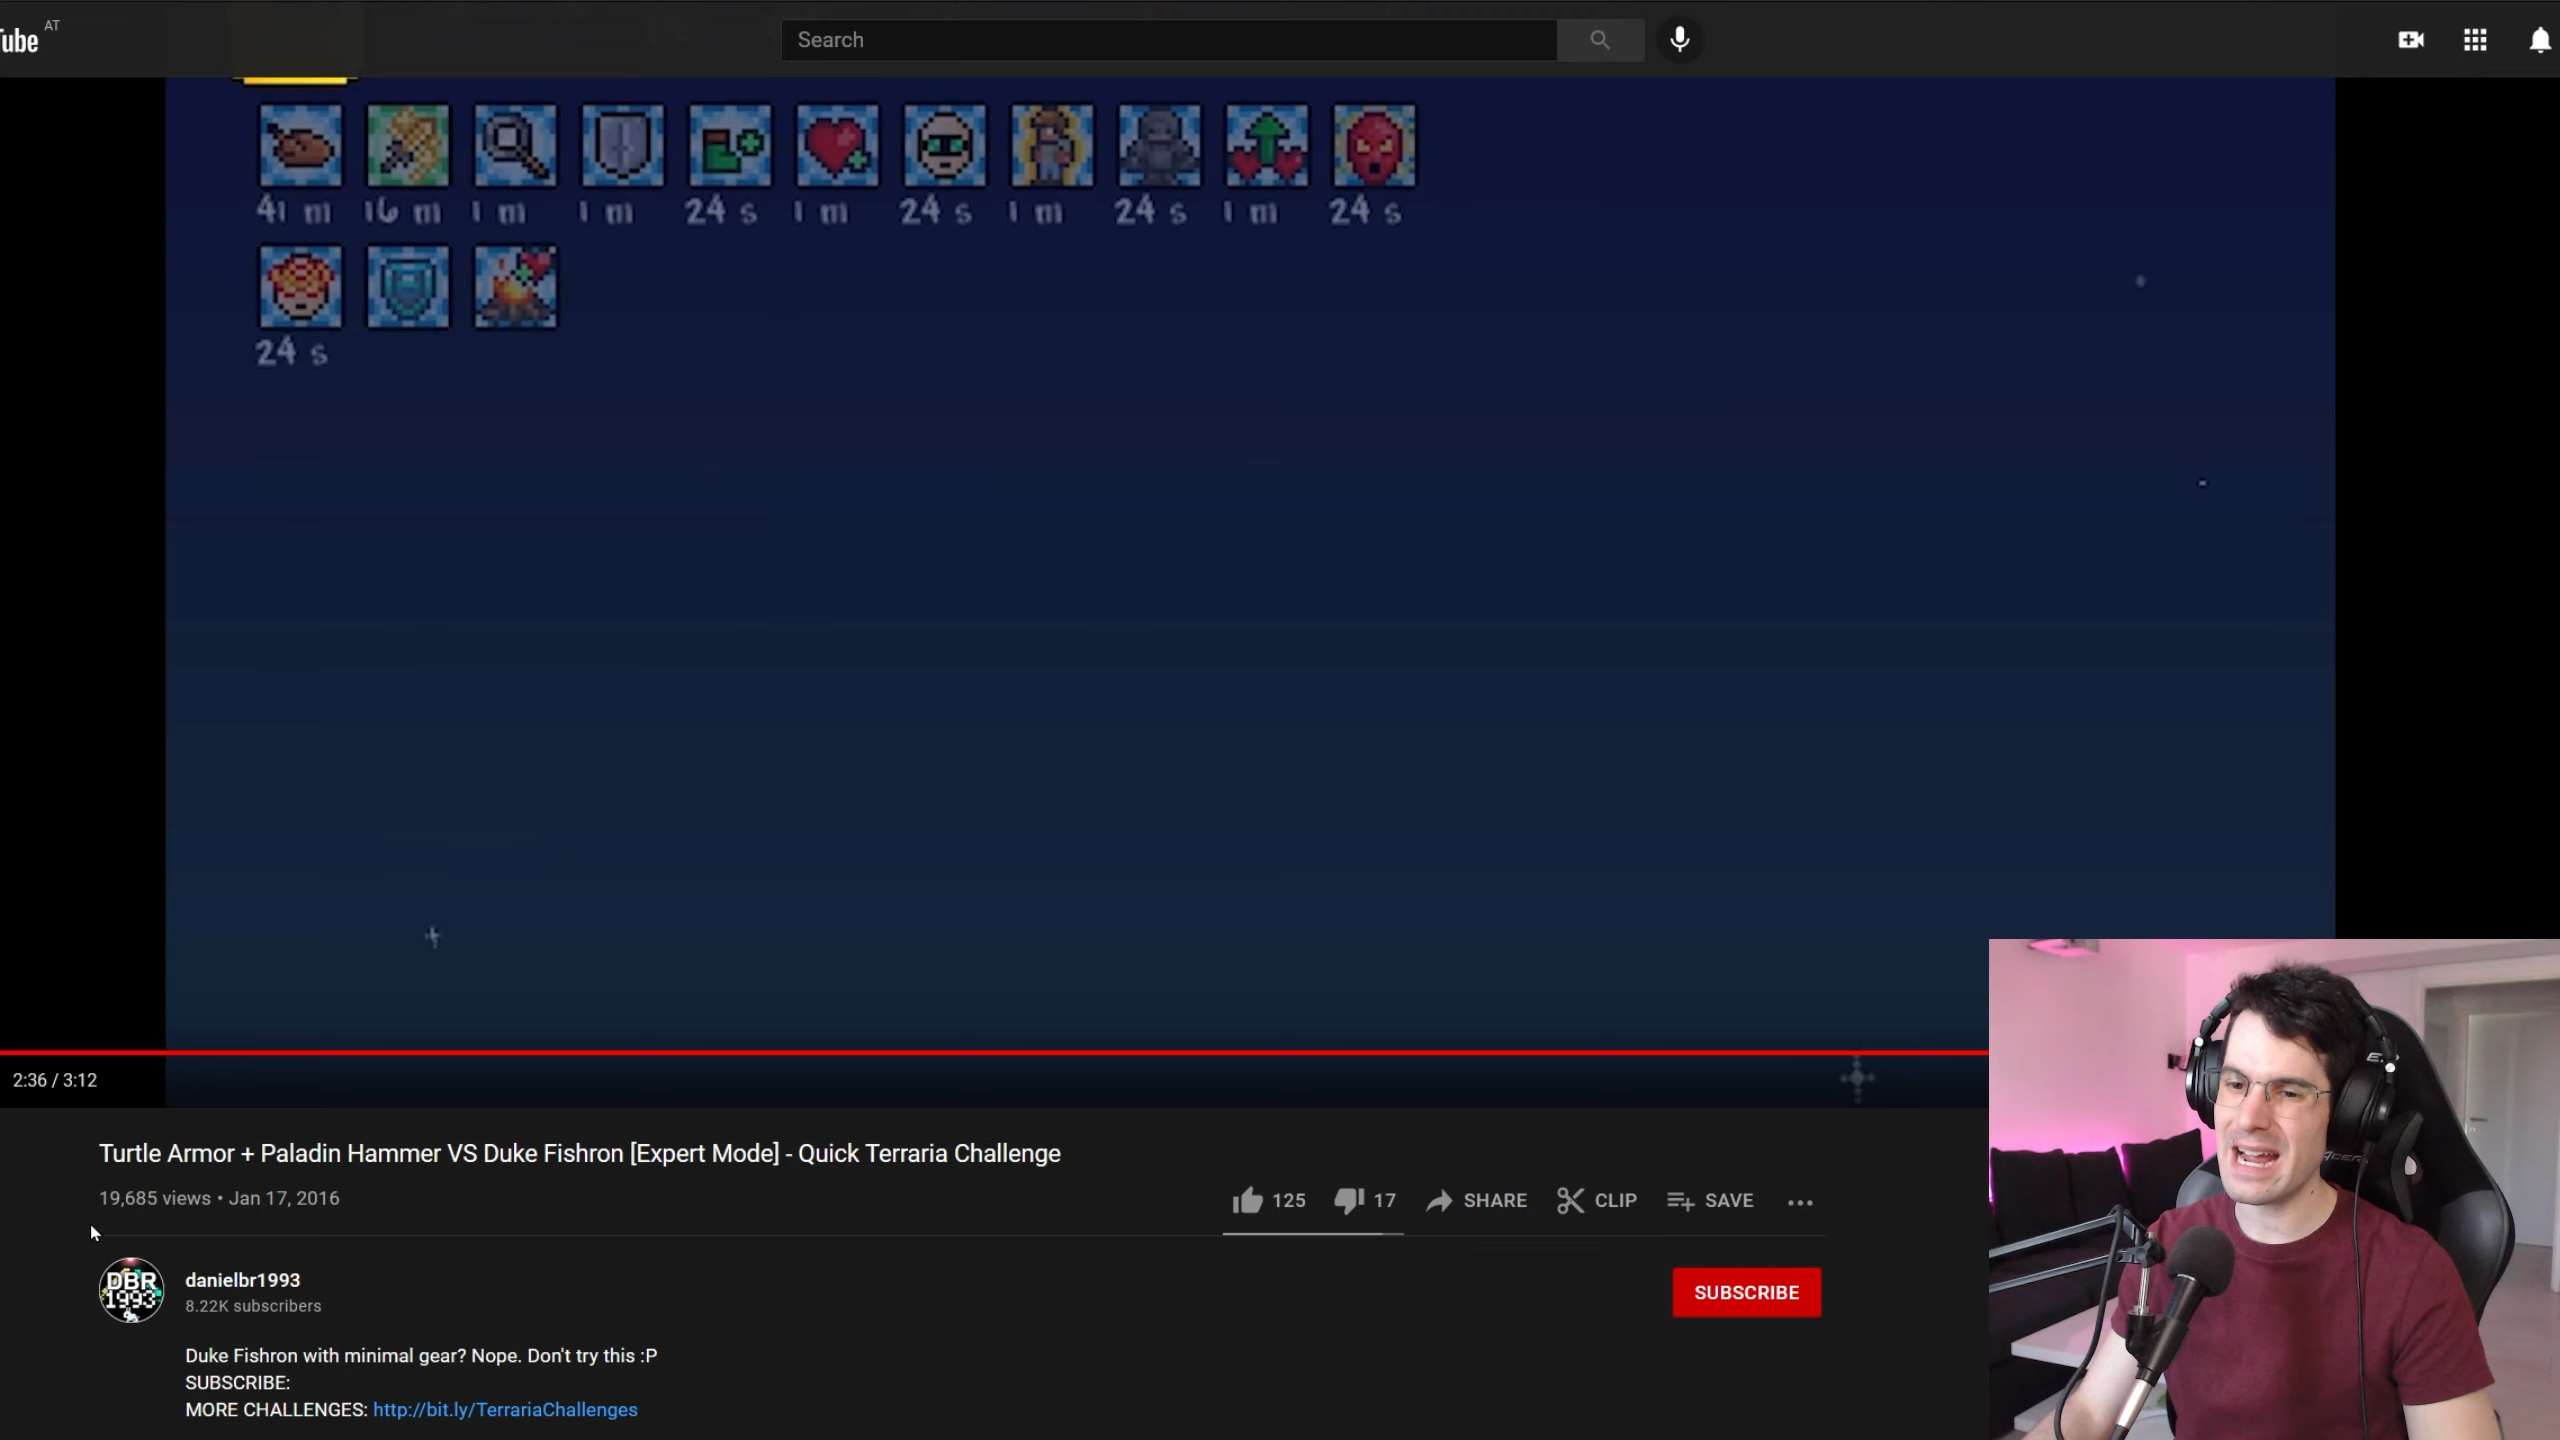 Tube AT
Search
41 m 16 m 1 m 1 m 24 s 1 m 24 s 1 m 24 s 1 m 24 s
24 s
2:36 / 3:12
Turtle Armor + Paladin Hammer VS Duke Fishron [Expert Mode] - Quick Terraria Challenge
19,685 views • Jan 17, 2016
125 17 SHARE CLIP SAVE
DBR
1993
danielbr1993
8.22K subscribers
SUBSCRIBE
Duke Fishron with minimal gear? Nope. Don't try this :P
SUBSCRIBE:
MORE CHALLENGES: http://bit.ly/TerrariaChallenges